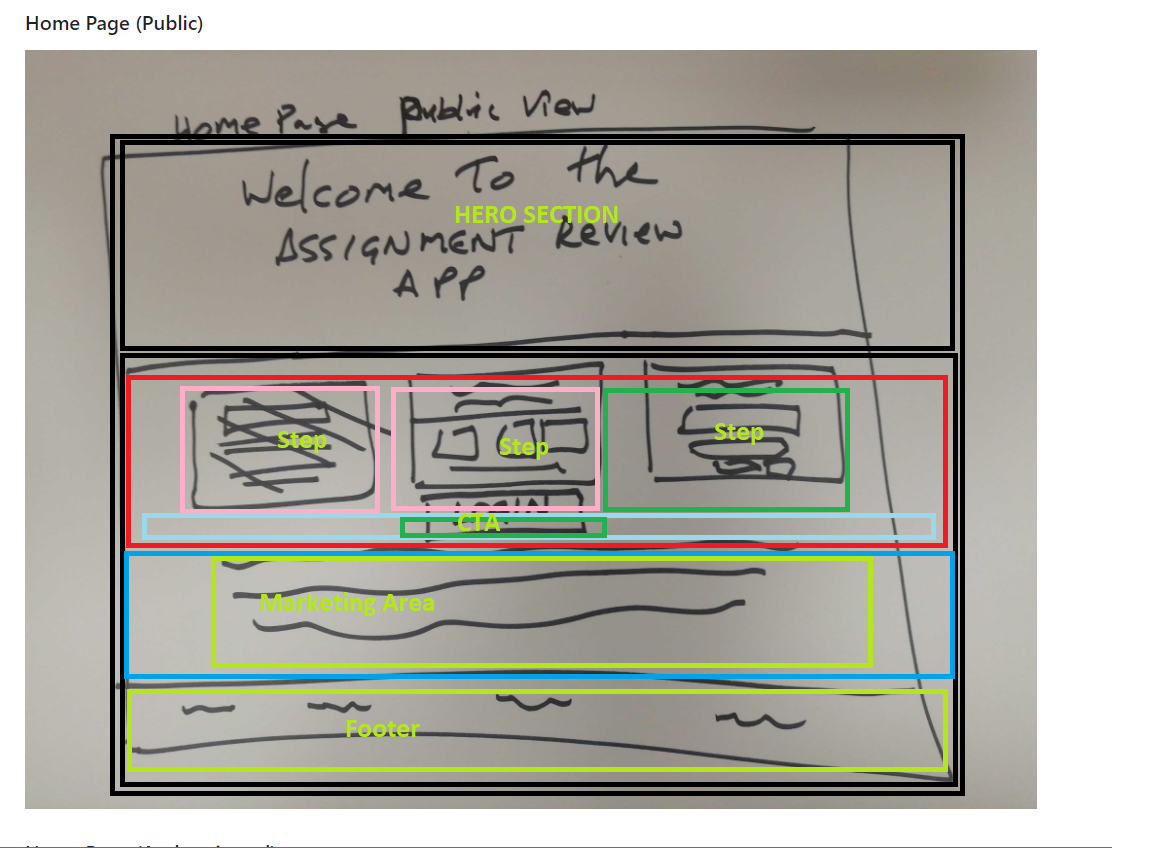 Home Page (Public)
Home Page Public View
Welcome To the
HERO SECTION
ASSIGNMENT Review
APP
Step
Step
Step
LOGIN
CTA
Marketing Area
Footer